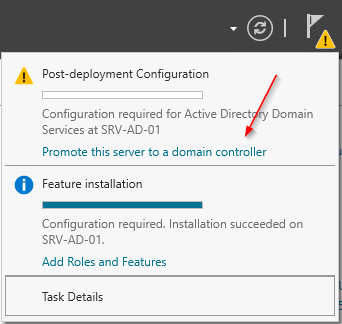 Post-deployment Configuration
Configuration required for Active Directory Domain
Services at SRV-AD-01
Promote this server to a domain controller
Feature installation
Configuration required. Installation succeeded on
SRV-AD-01.
Add Roles and Features
Task Details